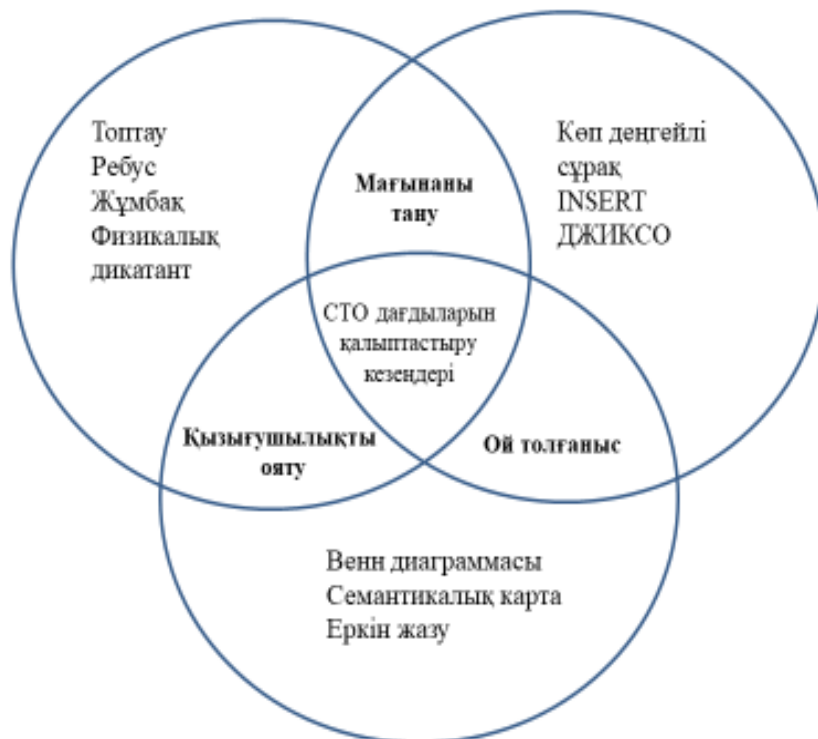 Топтау
Ребус
Жұмбақ
Физикалық
дикатант
Мағынаны
тану
Көп деңгейлі
сұрақ
INSERT
ДЖИКСО
СТО дағдыларын
қалыптастыру
кезеңдері
Қызығушылықты
ояту
Ой толғаныс
Венн диаграммасы
Семантикалық карта
Еркін жазу